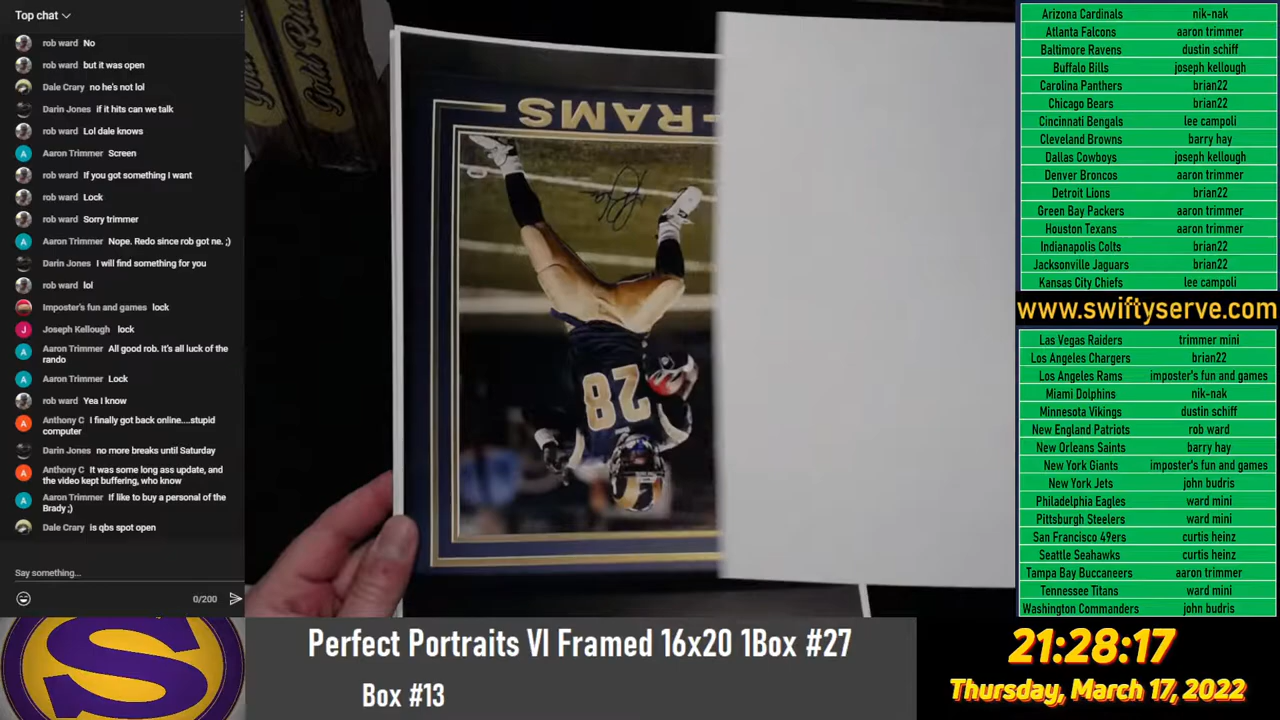 Top chat
rob ward No
rob ward but it was open
Dale Crary no he's not lol
Darin Jones if it hits can we talk
rob ward Lol dale knows
A Aaron Trimmer Screen
rob ward If you got something I want
rob ward Lock
rob ward Sorry trimmer
A Aaron Trimmer Nope. Redo since rob got ne. ;)
Darin Jones I will find something for you
rob ward lol
Imposter's fun and games lock
J Joseph Kellough lock
A Aaron Trimmer All good rob. It's all luck of the
rando
A Aaron Trimmer Lock
rob ward Yea I know
A Anthony C I finally got back online....stupid
computer
Darin Jones no more breaks until Saturday
A Anthony C It was some long ass update, and
the video kept buffering, who know
A Aaron Trimmer If like to buy a personal of the
Brady ;)
Dale Crary is qbs spot open
Say something...
0/200
S
Gold Rush
RAMS
28
Arizona Cardinals nik-nak
Atlanta Falcons aaron trimmer
Baltimore Ravens dustin schiff
Buffalo Bills joseph kellough
Carolina Panthers brian22
Chicago Bears brian22
Cincinnati Bengals lee campoli
Cleveland Browns barry hay
Dallas Cowboys joseph kellough
Denver Broncos aaron trimmer
Detroit Lions brian22
Green Bay Packers aaron trimmer
Houston Texans aaron trimmer
Indianapolis Colts brian22
Jacksonville Jaguars brian22
Kansas City Chiefs lee campoli
www.swiftyserve.com
Las Vegas Raiders trimmer mini
Los Angeles Chargers brian22
Los Angeles Rams imposter's fun and games
Miami Dolphins nik-nak
Minnesota Vikings dustin schiff
New England Patriots rob ward
New Orleans Saints barry hay
New York Giants imposter's fun and games
New York Jets john budris
Philadelphia Eagles ward mini
Pittsburgh Steelers ward mini
San Francisco 49ers curtis heinz
Seattle Seahawks curtis heinz
Tampa Bay Buccaneers aaron trimmer
Tennessee Titans ward mini
Washington Commanders john budris
Perfect Portraits VI Framed 16x20 1Box #27
Box #13
21:28:17
Thursday, March 17, 2022